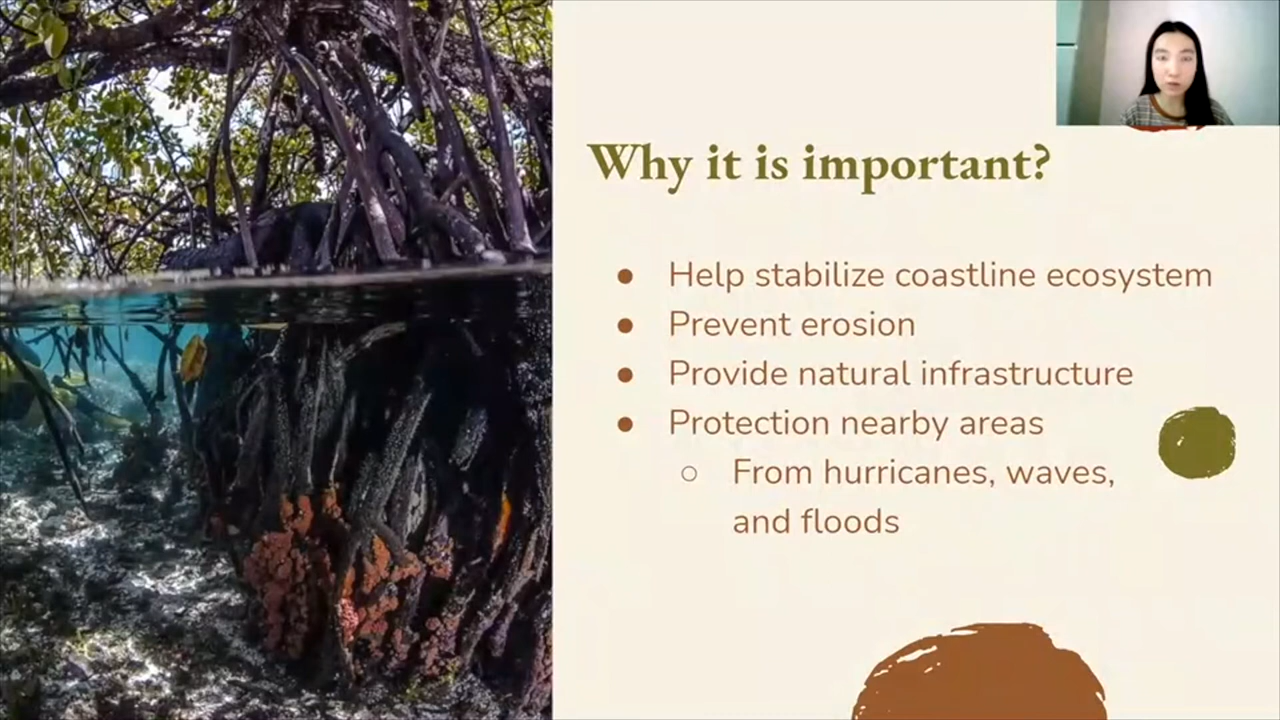 Why it is important?
● Help stabilize coastline ecosystem
● Prevent erosion
● Provide natural infrastructure
● Protection nearby areas
○ From hurricanes, waves,
and floods